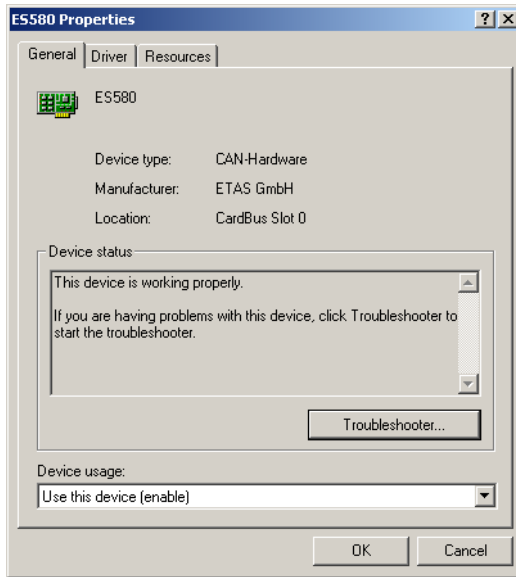 ES580 Properties
General
Driver
Resources
ES580
Device type: CAN-Hardware
Manufacturer: ETAS GmbH
Location: CardBus Slot 0
Device status
This device is working properly.
If you are having problems with this device, click Troubleshooter to
start the troubleshooter.
Troubleshooter...
Device usage:
Use this device (enable)
OK
Cancel